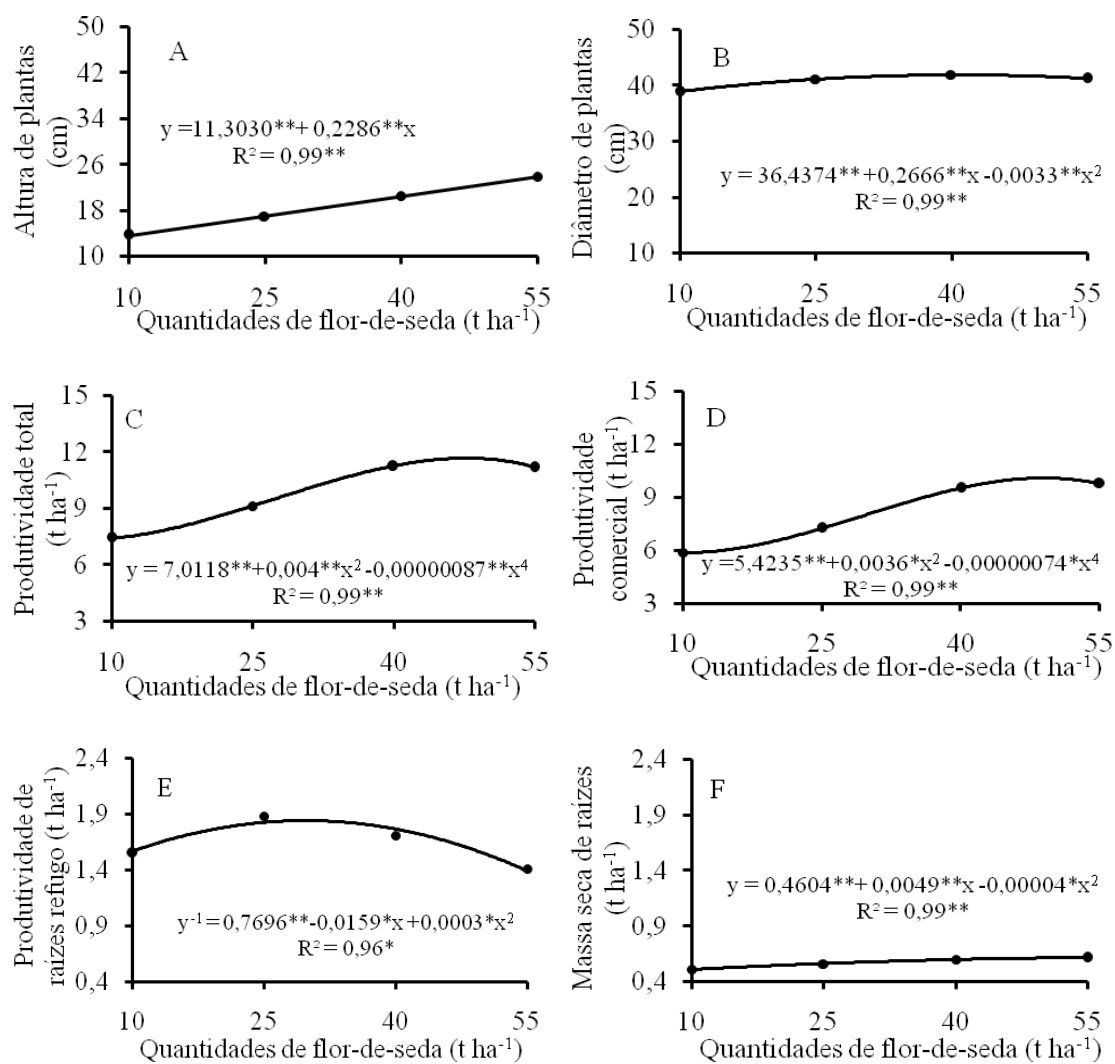 A
Altura de plantas
(cm)
50
42
34
26
18
10
y =11,3030**+ 0,2286**x
R² = 0,99**
10 25 40 55
Quantidades de flor-de-seda (t ha⁻¹)
B
Diâmetro de plantas
(cm)
50
40
30
20
10
y = 36,4374**+0,2666**x -0,0033**x²
R² = 0,99**
10 25 40 55
Quantidades de flor-de-seda (t ha⁻¹)
C
Produtividade total
(t ha⁻¹)
15
12
9
6
3
y = 7,0118**+0,004**x²-0,00000087**x⁴
R² = 0,99**
10 25 40 55
Quantidades de flor-de-seda (t ha⁻¹)
D
Produtividade
comercial (t ha⁻¹)
15
12
9
6
3
y =5,4235**+0,0036*x²-0,00000074*x⁴
R² = 0,99**
10 25 40 55
Quantidades de flor-de-seda (t ha⁻¹)
E
Produtividade de
raízes refugo (t ha⁻¹)
2,4
1,9
1,4
0,9
0,4
y⁻¹ = 0,7696**-0,0159*x +0,0003*x²
R² = 0,96*
10 25 40 55
Quantidades de flor-de-seda (t ha⁻¹)
F
Massa seca de raízes
(t ha⁻¹)
2,4
1,9
1,4
0,9
0,4
y = 0,4604**+ 0,0049**x -0,00004*x²
R² = 0,99**
10 25 40 55
Quantidades de flor-de-seda (t ha⁻¹)